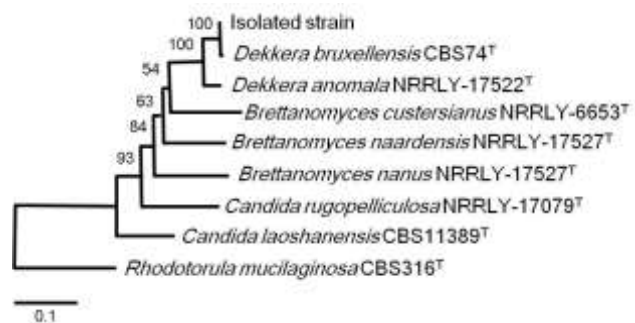 100
Isolated strain
100
Dekkera bruxellensis CBS74ᵀ
54
Dekkera anomala NRRLY-17522ᵀ
63
Brettanomyces custersianus NRRLY-6653ᵀ
84
Brettanomyces naardensis NRRLY-17527ᵀ
93
Brettanomyces nanus NRRLY-17527ᵀ
Candida rugopelliculosa NRRLY-17079ᵀ
Candida laoshanensis CBS11389ᵀ
Rhodotorula mucilaginosa CBS316ᵀ
0.1